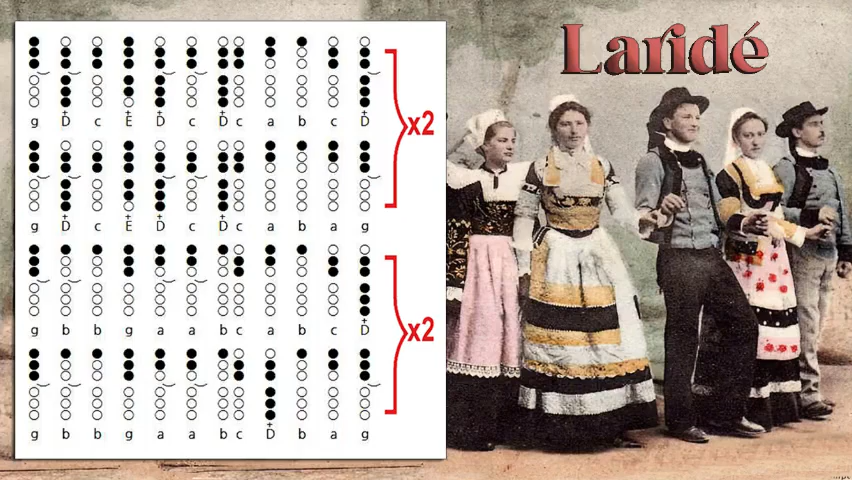 Laridé
g D c E D c D c a b c D
x2
g D c E D c D c a b a g
g b b g a a b c a b c D
x2
g b b g a a b c D b a g